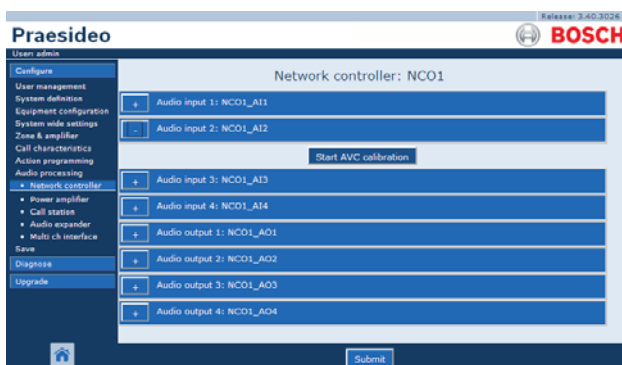 Release: 3.40.3026
Praesideo
BOSCH
User: admin
Configure
User management
System definition
Equipment configuration
System wide settings
Zone & amplifier
Call characteristics
Action programming
Audio processing
• Network controller
• Power amplifier
• Call station
• Audio expander
• Multi ch interface
Save
Diagnose
Upgrade
Network controller: NCO1
+ Audio input 1: NCO1_AI1
- Audio input 2: NCO1_AI2
Start AVC calibration
+ Audio input 3: NCO1_AI3
+ Audio input 4: NCO1_AI4
+ Audio output 1: NCO1_AO1
+ Audio output 2: NCO1_AO2
+ Audio output 3: NCO1_AO3
+ Audio output 4: NCO1_AO4
Submit